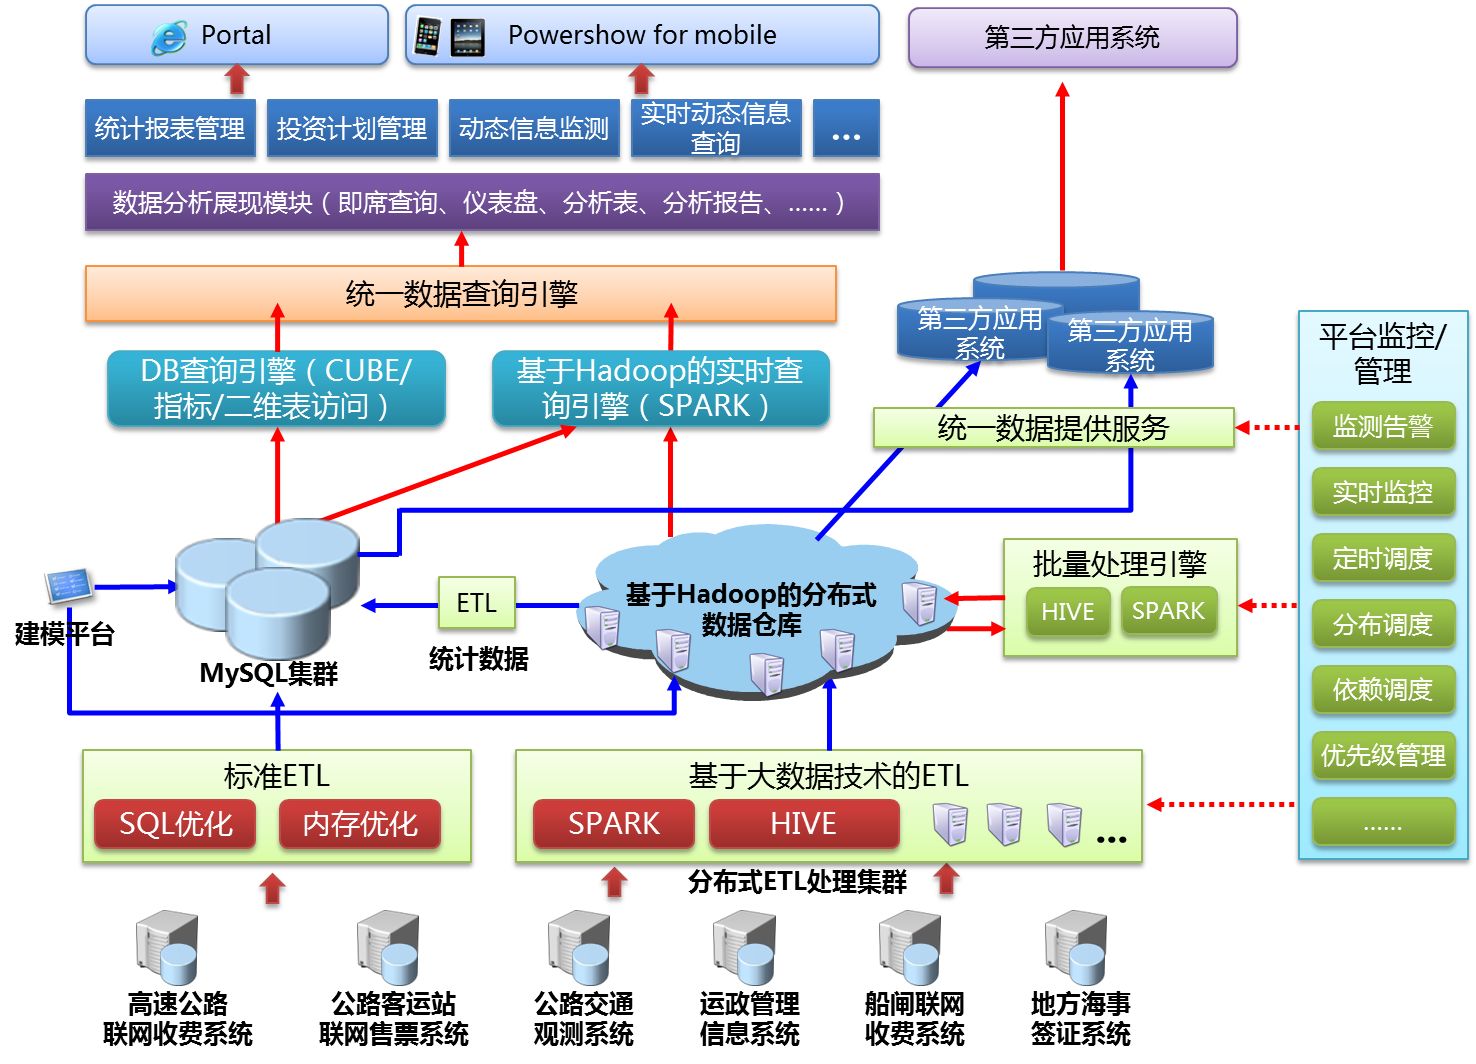 Portal
Powershow for mobile
第三方应用系统
统计报表管理
投资计划管理
动态信息监测
实时动态信息
查询
...
数据分析展现模块（即席查询、仪表盘、分析表、分析报告、......）
统一数据查询引擎
DB查询引擎（CUBE/
指标/二维表访问）
基于Hadoop的实时查
询引擎（SPARK）
第三方应用
系统
第三方应用
系统
统一数据提供服务
平台监控/
管理
监测告警
实时监控
定时调度
分布调度
依赖调度
优先级管理
......
建模平台
MySQL集群
ETL
统计数据
基于Hadoop的分布式
数据仓库
批量处理引擎
HIVE
SPARK
标准ETL
SQL优化
内存优化
基于大数据技术的ETL
SPARK
HIVE
...
分布式ETL处理集群
高速公路
联网收费系统
公路客运站
联网售票系统
公路交通
观测系统
运政管理
信息系统
船闸联网
收费系统
地方海事
签证系统